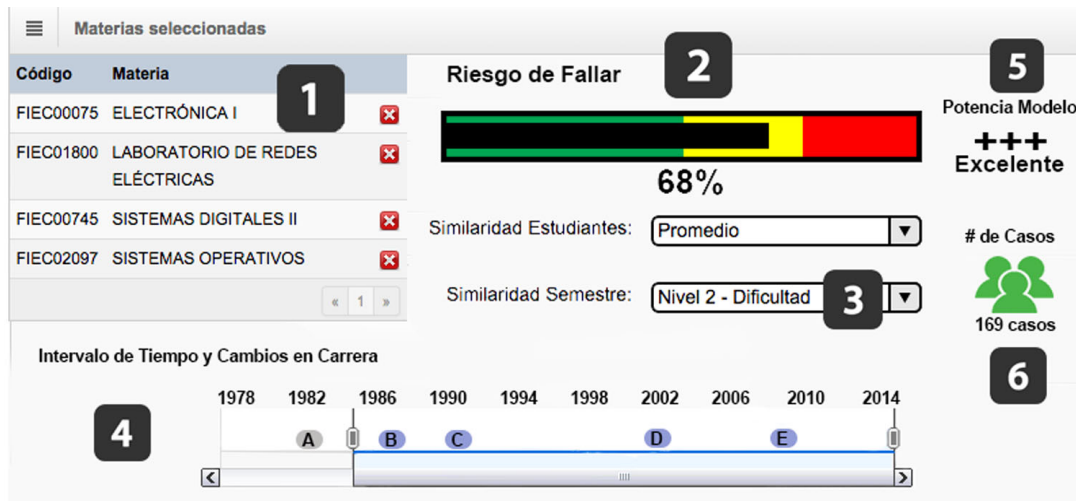 Materias seleccionadas
Código Materia
1
FIEC00075 ELECTRÓNICA I
FIEC01800 LABORATORIO DE REDES
ELÉCTRICAS
FIEC00745 SISTEMAS DIGITALES II
FIEC02097 SISTEMAS OPERATIVOS
« 1 »
Riesgo de Fallar
2
68%
Similaridad Estudiantes: Promedio
Similaridad Semestre: Nivel 2 - Dificultad
3
5
Potencia Modelo
+++
Excelente
# de Casos
169 casos
6
Intervalo de Tiempo y Cambios en Carrera
4
1978 1982 1986 1990 1994 1998 2002 2006 2010 2014
A B C D E